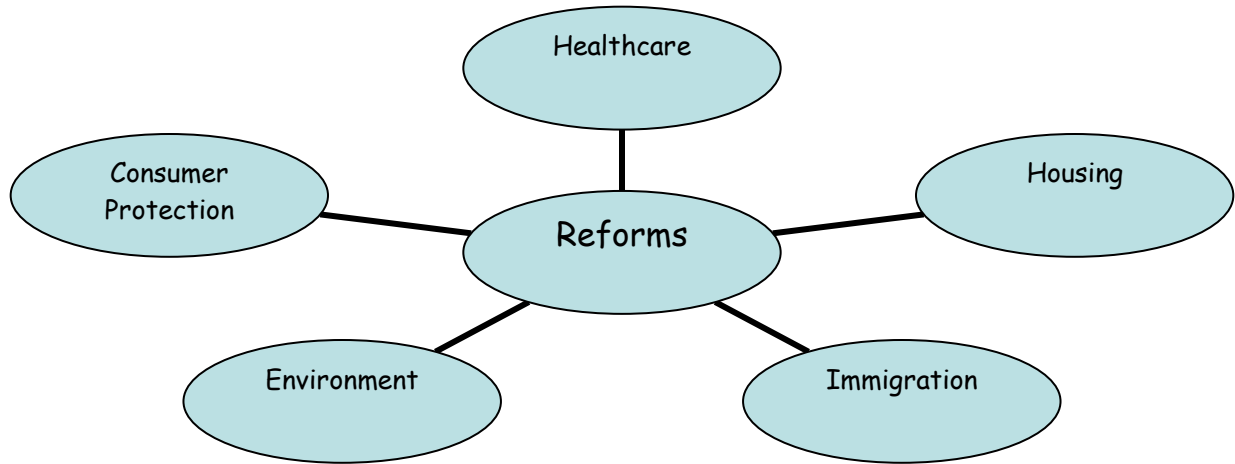 Healthcare
Consumer
Protection
Housing
Reforms
Environment
Immigration